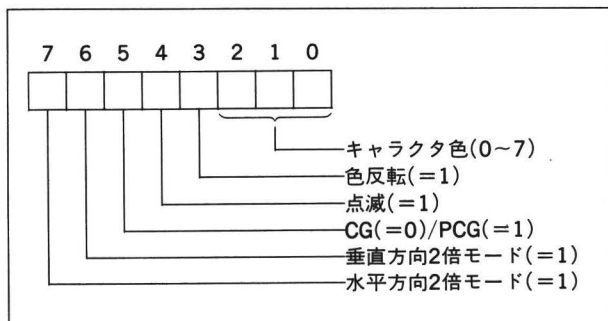 7 6 5 4 3 2 1 0
キャラクタ色(0～7)
色反転(=1)
点滅(=1)
CG(=0)/PCG(=1)
垂直方向2倍モード(=1)
水平方向2倍モード(=1)